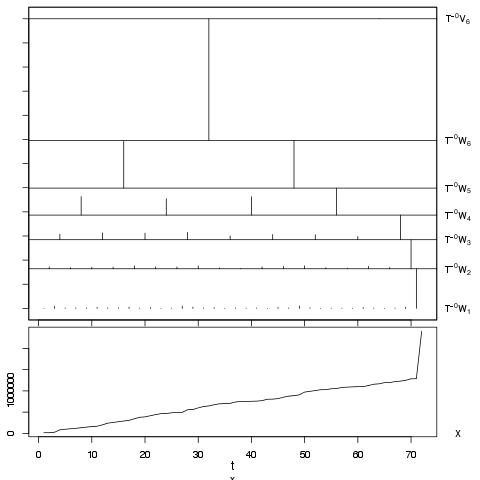 T⁻⁰V₆
T⁻⁰W₆
T⁻⁰W₅
T⁻⁰W₄
T⁻⁰W₃
T⁻⁰W₂
T⁻⁰W₁
0 1000000
X
0 10 20 30 40 50 60 70
t
x